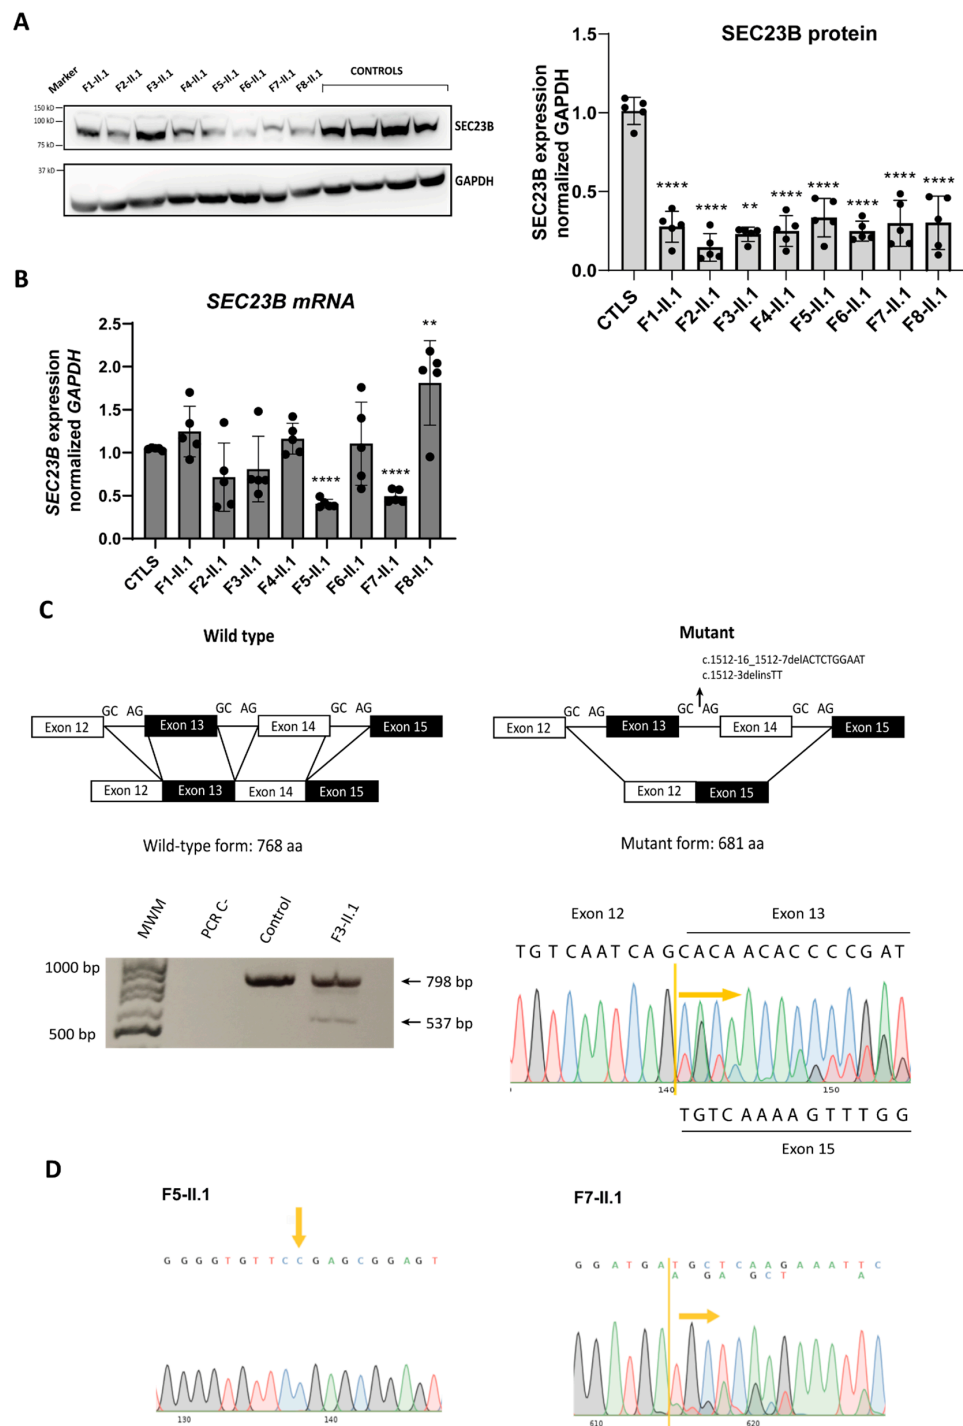 A
Marker
F1-II.1
F2-II.1
F3-II.1
F4-II.1
F5-II.1
F6-II.1
F7-II.1
F8-II.1
CONTROLS
150 kD
100 kD
75 kD
SEC23B
37 kD
GAPDH
SEC23B protein
SEC23B expression
normalized GAPDH
1.5
1.0
0.5
0.0
**** **** ** **** **** **** **** ****
CTLS
F1-II.1
F2-II.1
F3-II.1
F4-II.1
F5-II.1
F6-II.1
F7-II.1
F8-II.1
B
SEC23B mRNA
SEC23B expression
normalized GAPDH
2.5
2.0
1.5
1.0
0.5
0.0
**** **** **
CTLS
F1-II.1
F2-II.1
F3-II.1
F4-II.1
F5-II.1
F6-II.1
F7-II.1
F8-II.1
C
Wild type
GC AG GC AG GC AG
Exon 12 Exon 13 Exon 14 Exon 15
Exon 12 Exon 13 Exon 14 Exon 15
Wild-type form: 768 aa
Mutant
c.1512-16_1512-7delACTCTGGAAT
c.1512-3delinsTT
GC AG GC AG GC AG
Exon 12 Exon 13 Exon 14 Exon 15
Exon 12 Exon 15
Mutant form: 681 aa
MWM
PCR C-
Control
F3-II.1
1000 bp
500 bp
798 bp
537 bp
Exon 12 Exon 13
TGTCAATCAGCACAACACCCCGAT
140 150
TGTCAAAAGTTTGG
Exon 15
D
F5-II.1
G G G G T G T T C C G A G C G G A G T
130 140
F7-II.1
G G A T G A T G C T C A A G A A A T T C
A G A G C T A
610 620